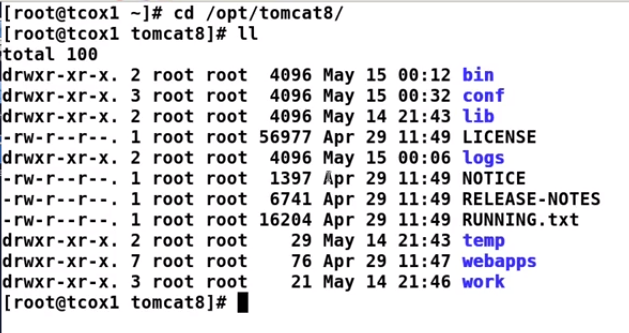 [root@tcox1 ~]# cd /opt/tomcat8/
[root@tcox1 tomcat8]# ll
total 100
drwxr-xr-x. 2 root root  4096 May 15 00:12 bin
drwxr-xr-x. 3 root root  4096 May 15 00:32 conf
drwxr-xr-x. 2 root root  4096 May 14 21:43 lib
-rw-r--r--. 1 root root 56977 Apr 29 11:49 LICENSE
drwxr-xr-x. 2 root root  4096 May 15 00:06 logs
-rw-r--r--. 1 root root  1397 Apr 29 11:49 NOTICE
-rw-r--r--. 1 root root  6741 Apr 29 11:49 RELEASE-NOTES
-rw-r--r--. 1 root root 16204 Apr 29 11:49 RUNNING.txt
drwxr-xr-x. 2 root root    29 May 14 21:43 temp
drwxr-xr-x. 7 root root    76 Apr 29 11:47 webapps
drwxr-xr-x. 3 root root    21 May 14 21:46 work
[root@tcox1 tomcat8]#